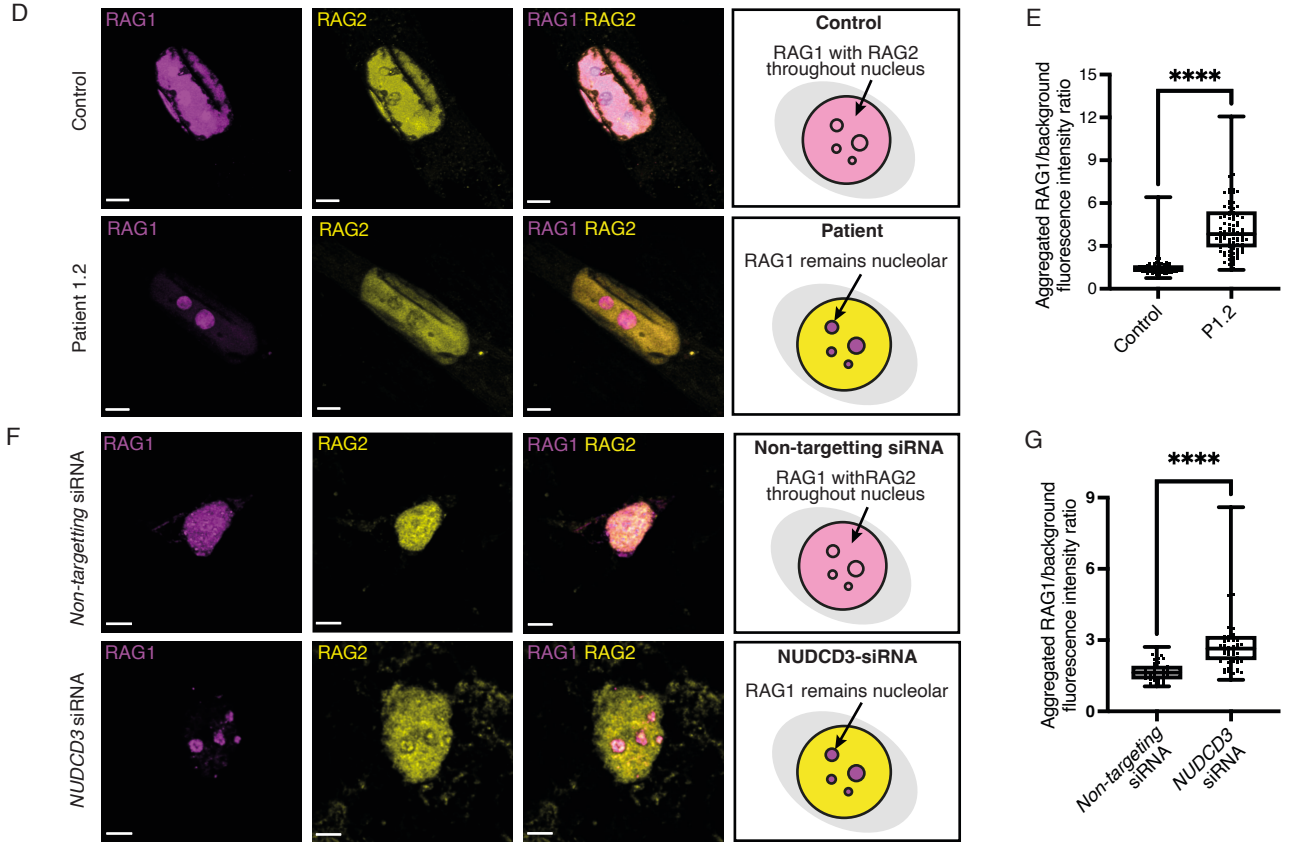 D
Control
RAG1
RAG2
RAG1 RAG2
Control
RAG1 with RAG2
throughout nucleus
Patient 1.2
RAG1
RAG2
RAG1 RAG2
Patient
RAG1 remains nucleolar
E
Aggregated RAG1/background
fluorescence intensity ratio
15
12
9
6
3
0
****
Control
P1.2
F
Non-targetting siRNA
RAG1
RAG2
RAG1 RAG2
Non-targetting siRNA
RAG1 withRAG2
throughout nucleus
NUDCD3 siRNA
RAG1
RAG2
RAG1 RAG2
NUDCD3-siRNA
RAG1 remains nucleolar
G
Aggregated RAG1/background
fluorescence intensity ratio
9
6
3
0
****
Non-targeting
siRNA
NUDCD3
siRNA